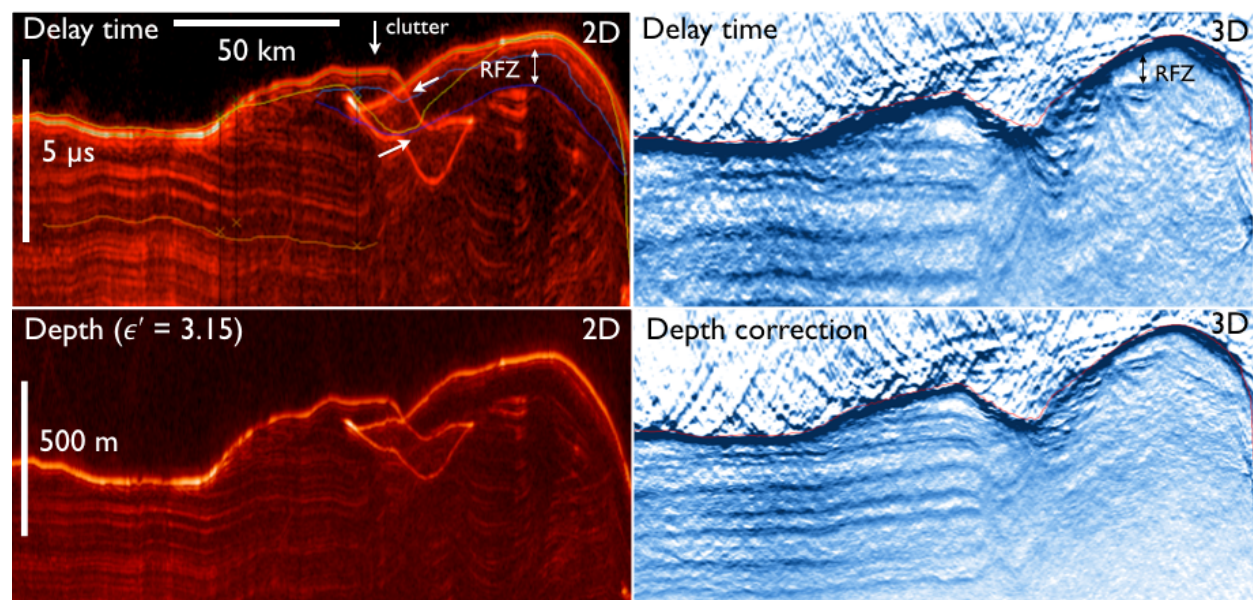 Delay time
50 km
clutter
2D
RFZ
5 µs
Delay time
3D
RFZ
Depth (ϵ′ = 3.15)
2D
500 m
Depth correction
3D